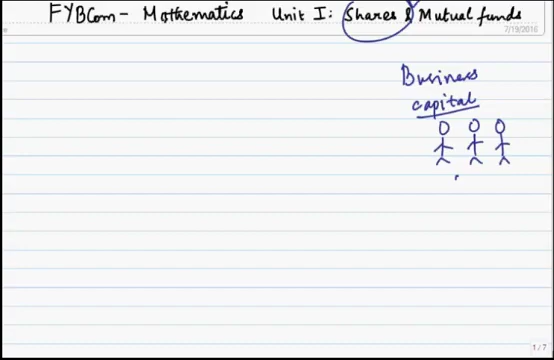 FYBCom - Mathematics Unit I: Shares & Mutual funds
7/19/2016
Business
capital
1/7